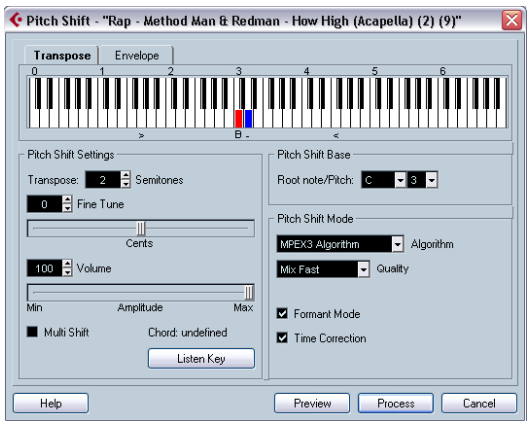 Pitch Shift - "Rap - Method Man & Redman - How High (Acapella) (2) (9)"
Transpose Envelope
0 1 2 3 4 5 6
> B - <
Pitch Shift Settings
Transpose: 2 Semitones
0 Fine Tune
Cents
100 Volume
Min Amplitude Max
Multi Shift Chord: undefined
Listen Key
Pitch Shift Base
Root note/Pitch: C 3
Pitch Shift Mode
MPEX3 Algorithm Algorithm
Mix Fast Quality
Formant Mode
Time Correction
Help Preview Process Cancel